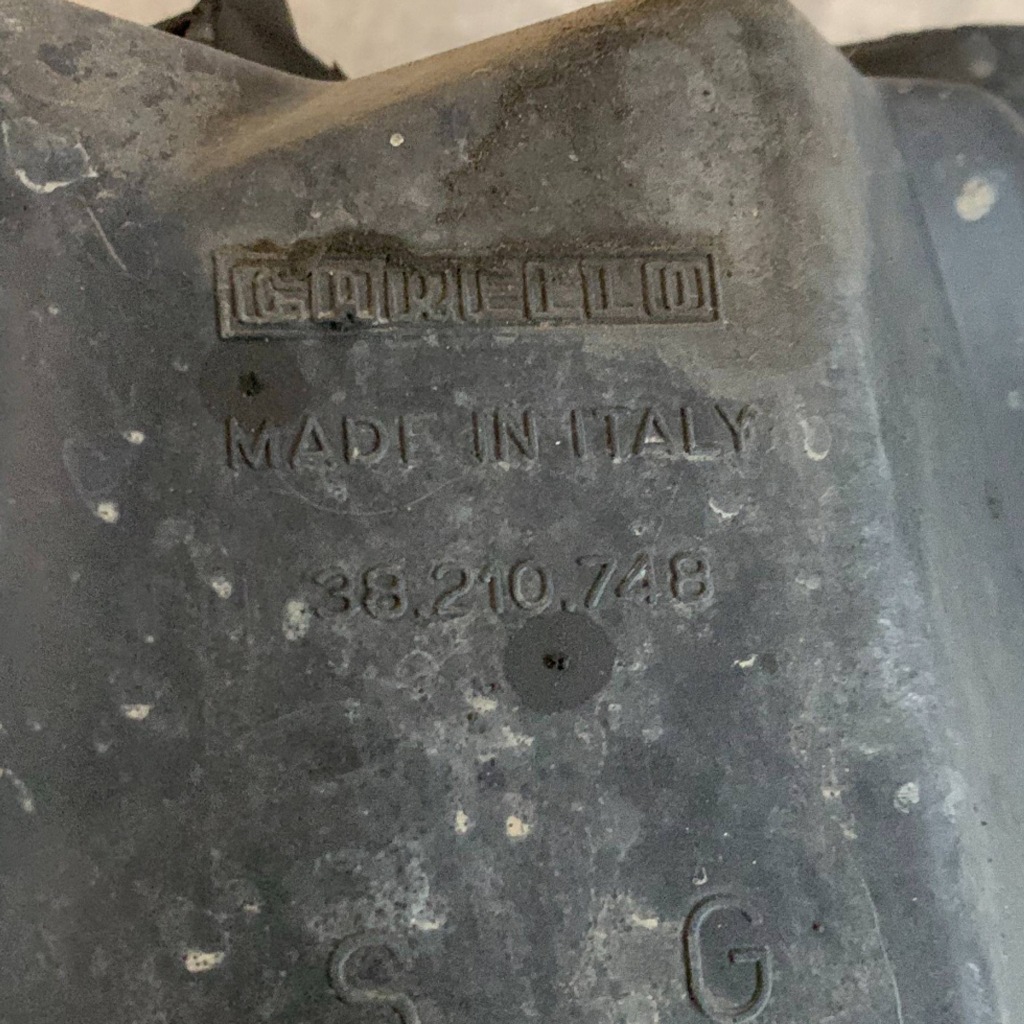 CARELLO
MADE IN ITALY
38.210.748
S G